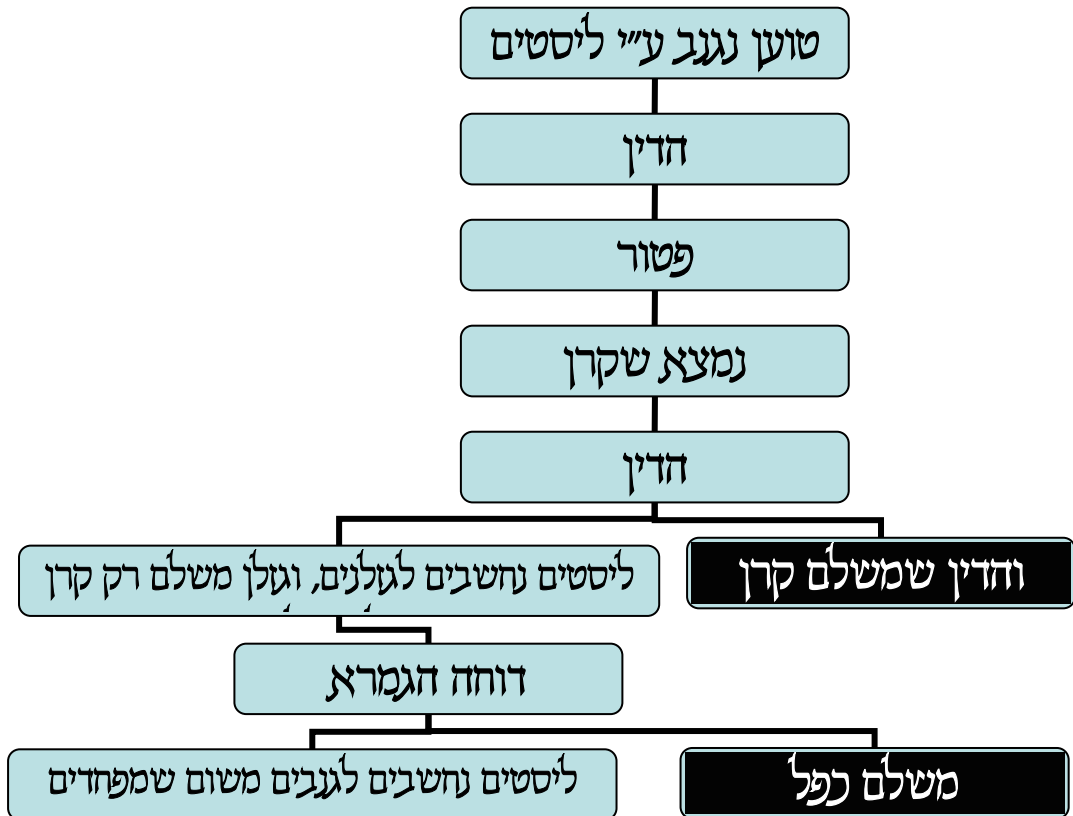 טוען נגנב ע"י ליסטים
הדין
פטור
נמצא שקרן
הדין
והדין שמשלם קרן
ליסטים נחשבים לגזלנים, וגזלן משלם רק קרן
דוחה הגמרא
משלם כפל
ליסטים נחשבים לגנבים משום שמפחדים